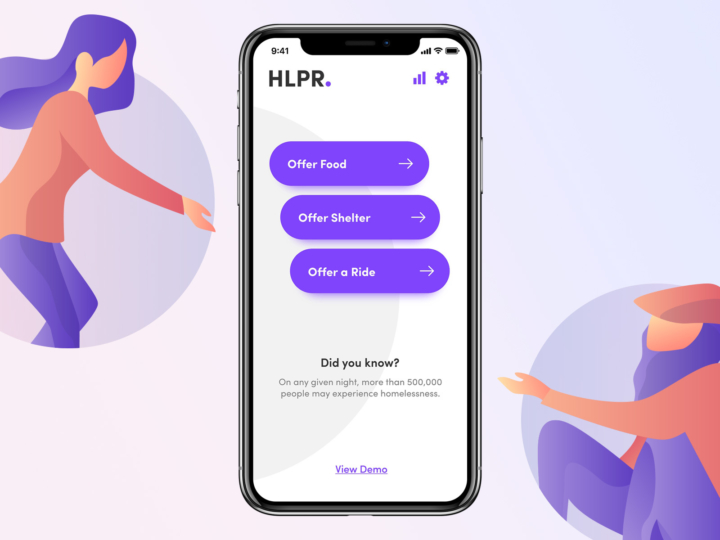 9:41
HLPR.
Offer Food
Offer Shelter
Offer a Ride
Did you know?
On any given night, more than 500,000
people may experience homelessness.
View Demo